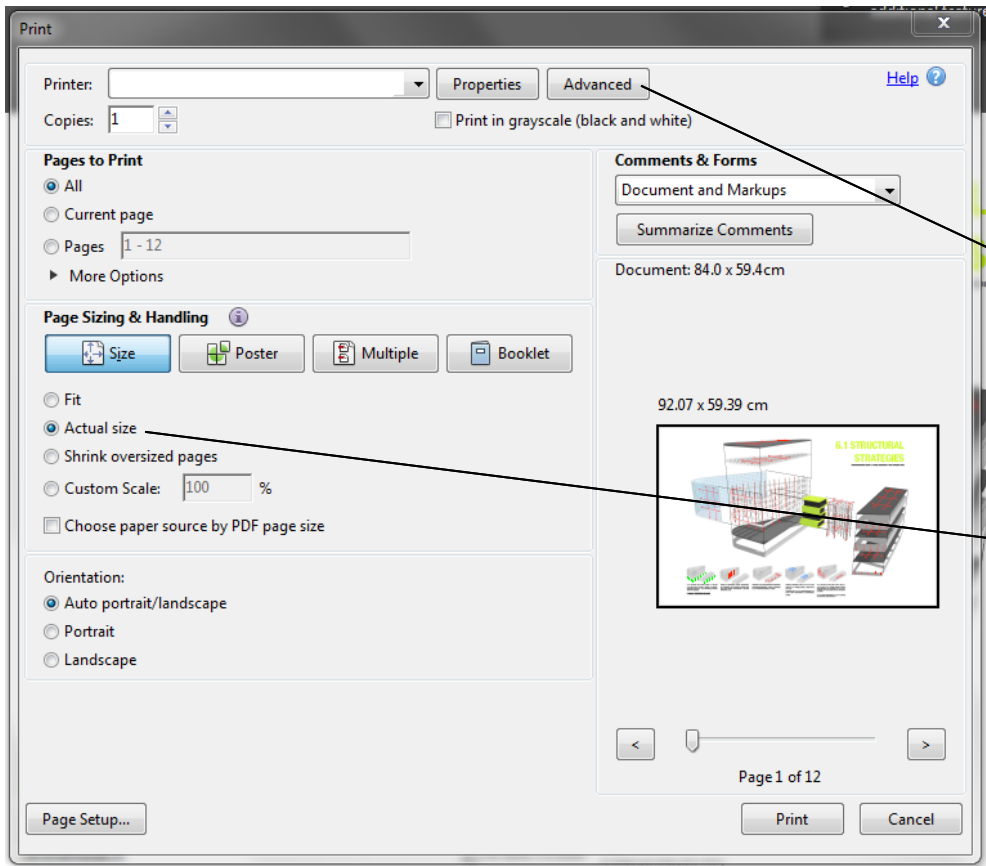 Print
x
Printer:
Properties
Advanced
Help
Copies: 1
Print in grayscale (black and white)
Pages to Print
All
Current page
Pages 1 - 12
More Options
Comments & Forms
Document and Markups
Summarize Comments
Document: 84.0 x 59.4cm
Page Sizing & Handling
Size
Poster
Multiple
Booklet
Fit
Actual size
Shrink oversized pages
Custom Scale: 100 %
Choose paper source by PDF page size
92.07 x 59.39 cm
6.1 STRUCTURAL
STRATEGIES
Orientation:
Auto portrait/landscape
Portrait
Landscape
<
>
Page 1 of 12
Page Setup...
Print
Cancel